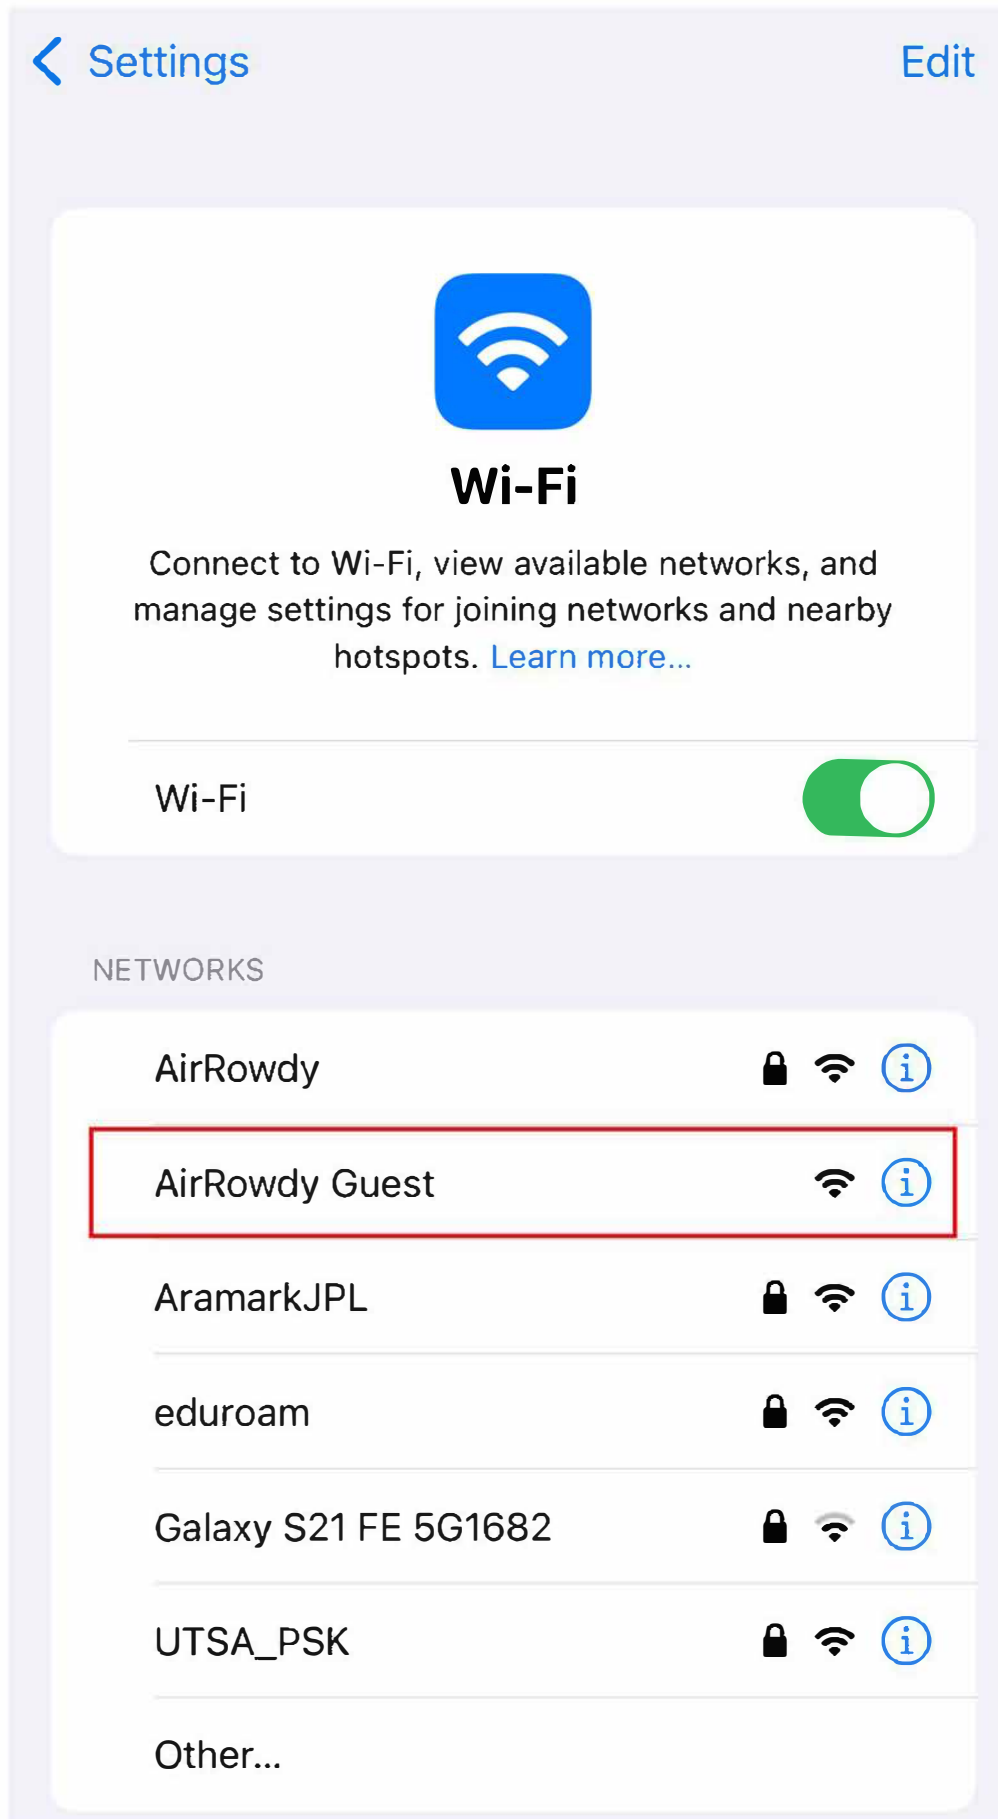 Settings
Edit
Wi-Fi
Connect to Wi-Fi, view available networks, and
manage settings for joining networks and nearby
hotspots. Learn more...
Wi-Fi
NETWORKS
AirRowdy
AirRowdy Guest
AramarkJPL
eduroam
Galaxy S21 FE 5G1682
UTSA_PSK
Other...